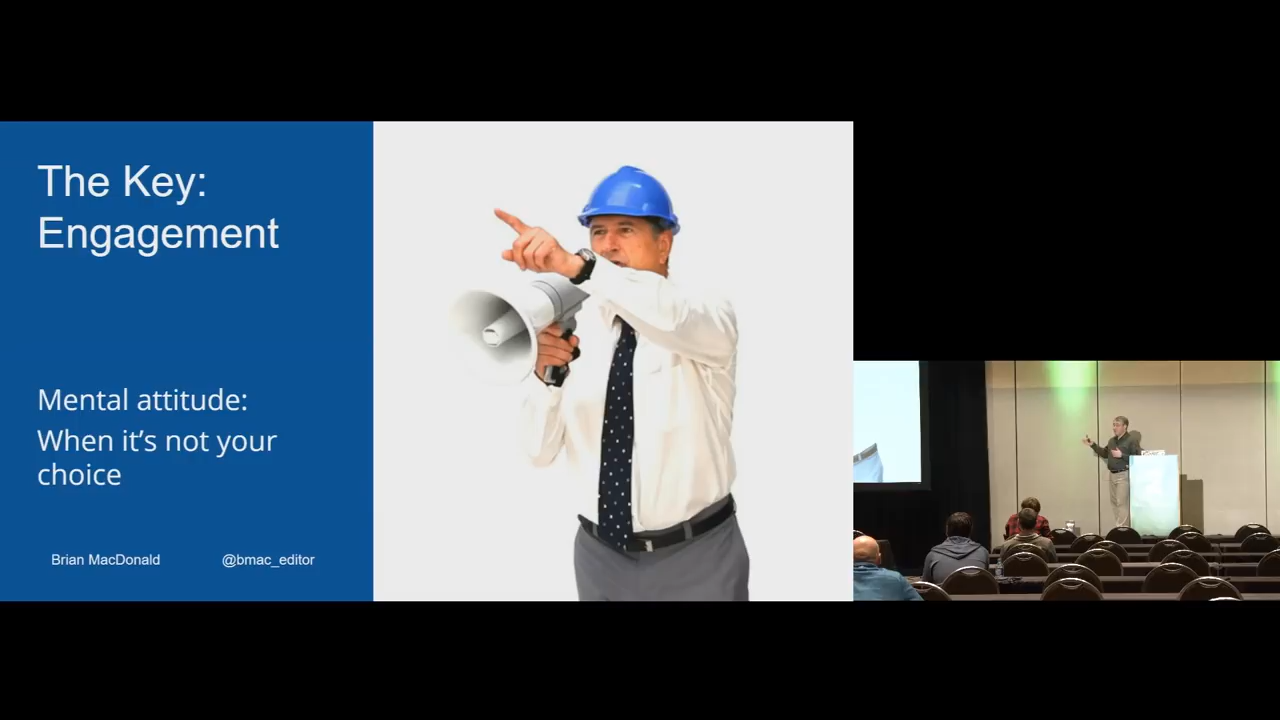 The Key:
Engagement
Mental attitude:
When it’s not your
choice
Brian MacDonald
@bmac_editor